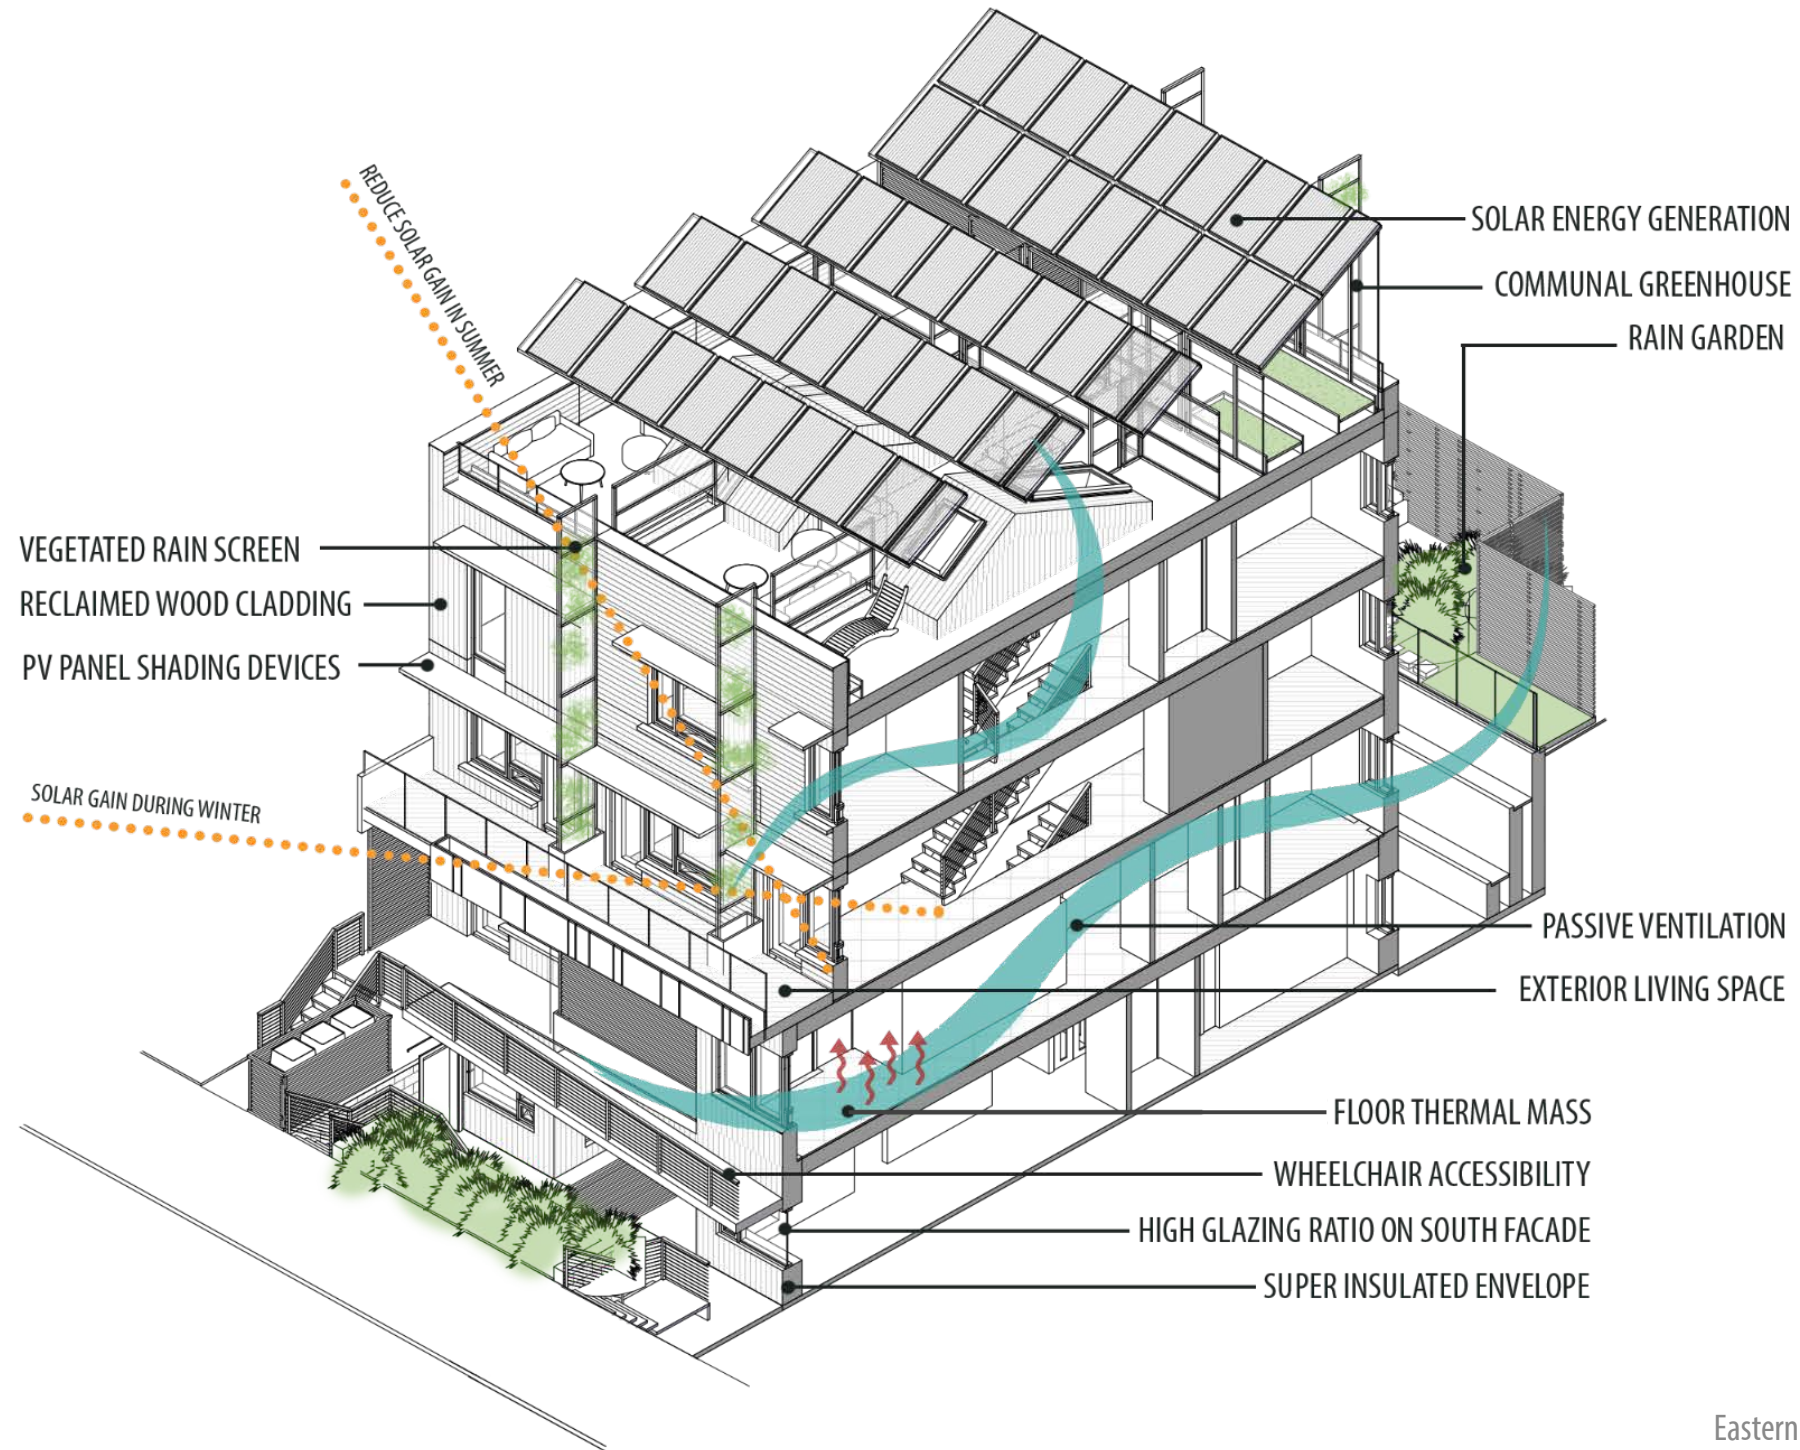 REDUCE SOLAR GAIN IN SUMMER
SOLAR ENERGY GENERATION
COMMUNAL GREENHOUSE
RAIN GARDEN
VEGETATED RAIN SCREEN
RECLAIMED WOOD CLADDING
PV PANEL SHADING DEVICES
SOLAR GAIN DURING WINTER
PASSIVE VENTILATION
EXTERIOR LIVING SPACE
FLOOR THERMAL MASS
WHEELCHAIR ACCESSIBILITY
HIGH GLAZING RATIO ON SOUTH FACADE
SUPER INSULATED ENVELOPE
Eastern